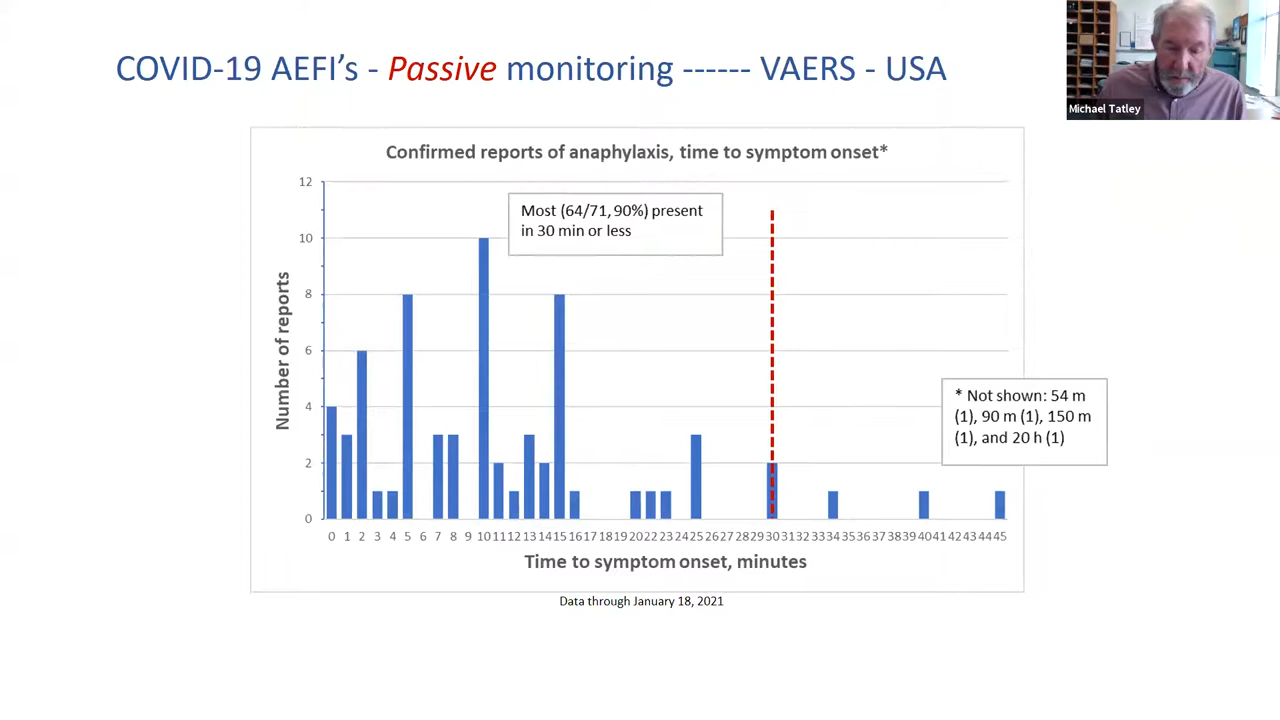 COVID-19 AEFI’s - Passive monitoring ------ VAERS - USA
Michael Tatley
Confirmed reports of anaphylaxis, time to symptom onset*
12
10
8
6
4
2
0
Number of reports
Most (64/71, 90%) present
in 30 min or less
* Not shown: 54 m
(1), 90 m (1), 150 m
(1), and 20 h (1)
0 1 2 3 4 5 6 7 8 9 10 11 12 13 14 15 16 17 18 19 20 21 22 23 24 25 26 27 28 29 30 31 32 33 34 35 36 37 38 39 40 41 42 43 44 45
Time to symptom onset, minutes
Data through January 18, 2021